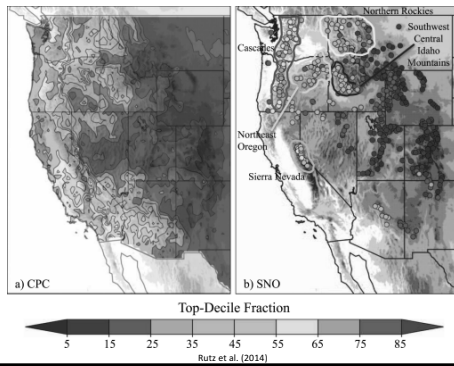 Northern Rockies
Southwest
Central
Idaho
Mountains
Cascades
Northeast
Oregon
Sierra Nevada
a) CPC
b) SNO
Top-Decile Fraction
5 15 25 35 45 55 65 75 85
Rutz et al. (2014)